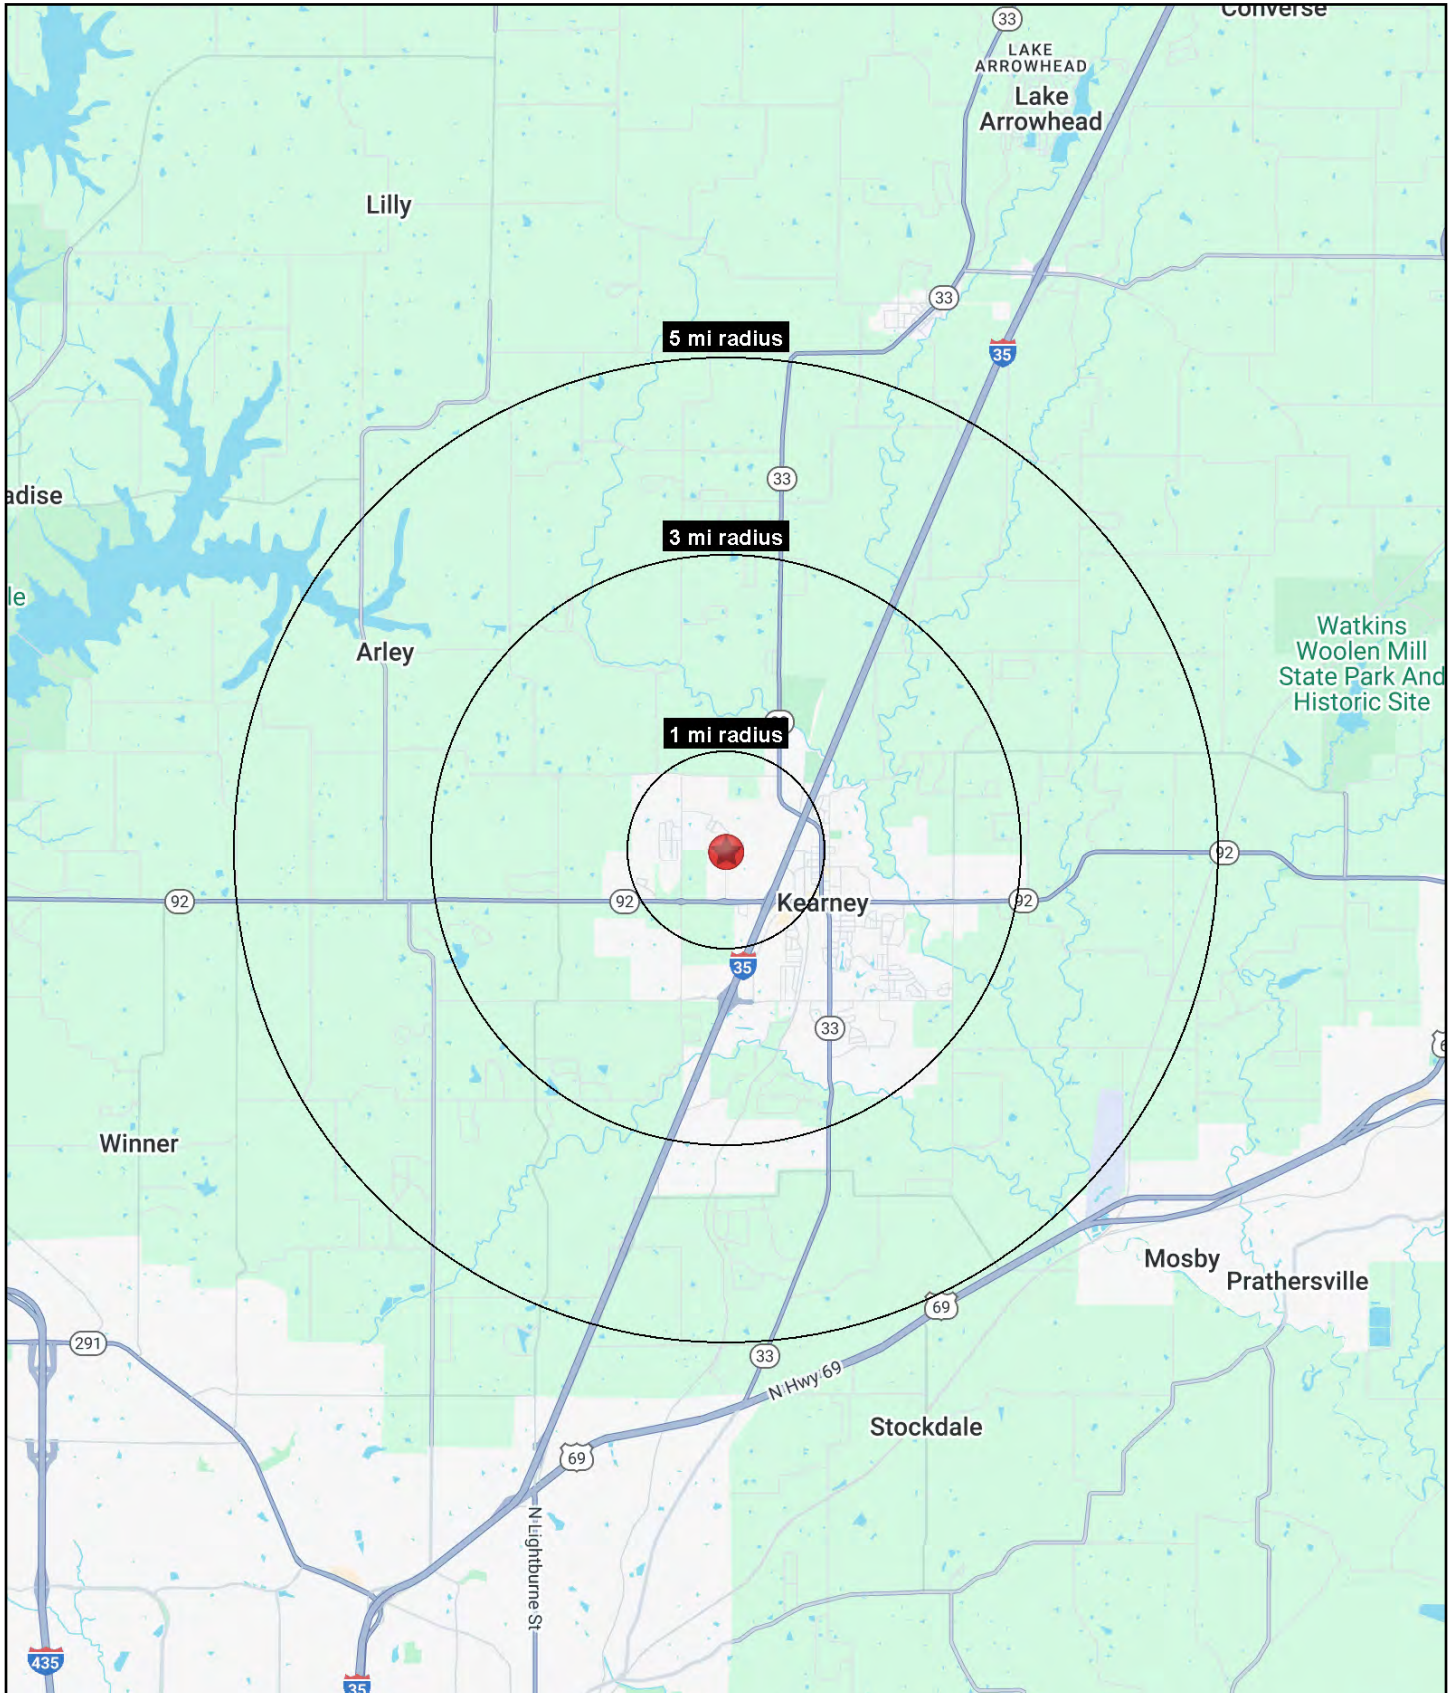 Converse
33
LAKE
ARROWHEAD
Lake
Arrowhead
Lilly
33
5 mi radius
35
33
adise
3 mi radius
le
Watkins
Woolen Mill
State Park And
Historic Site
Arley
1 mi radius
92
92
92
92
Kearney
35
33
Winner
Mosby
Prathersville
69
291
33
N Hwy 69
Stockdale
69
N Lightburne St
435
35